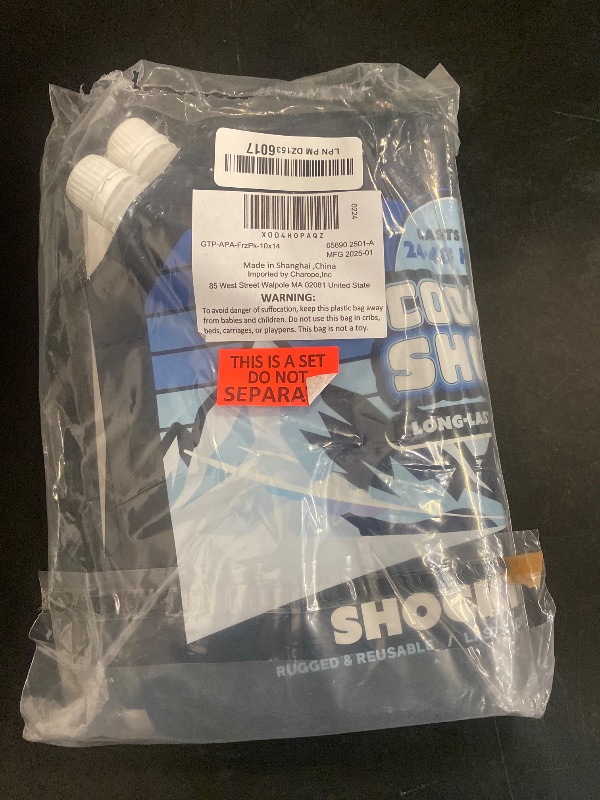 LPN PM DZ1536017
0224
X004H0PAQZ
GTP-APA-FrzPk-10x14 65690 2501-A
MFG 2025-01
Made in Shanghai ,China
Imported by Charope,Inc
85 West Street Walpole MA 02081 United State
WARNING:
To avoid danger of suffocation, keep this plastic bag away
from babies and children. Do not use this bag in cribs,
beds, carriages, or playpens. This bag is not a toy.
THIS IS A SET
DO NOT
SEPARA
LASTS
LONG-LAS
RUGGED & REUSABLE /